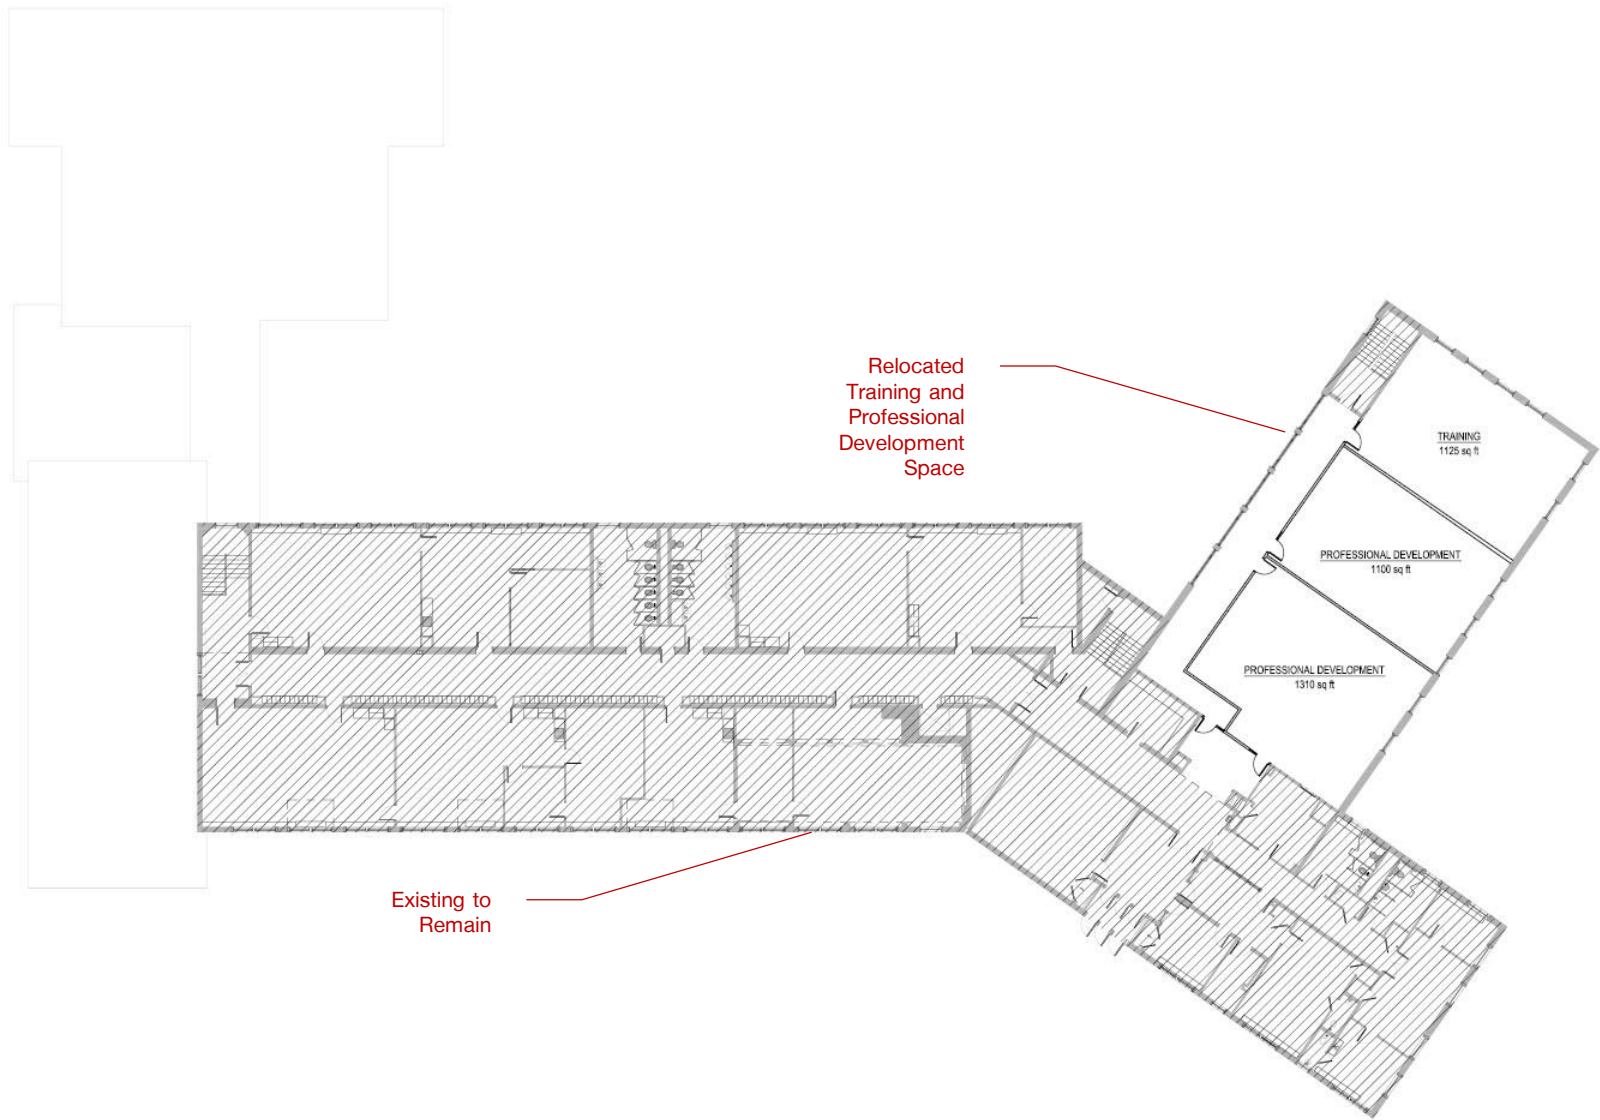 Relocated
Training and
Professional
Development
Space
TRAINING
1125 sq ft
PROFESSIONAL DEVELOPMENT
1100 sq ft
PROFESSIONAL DEVELOPMENT
1310 sq ft
Existing to
Remain